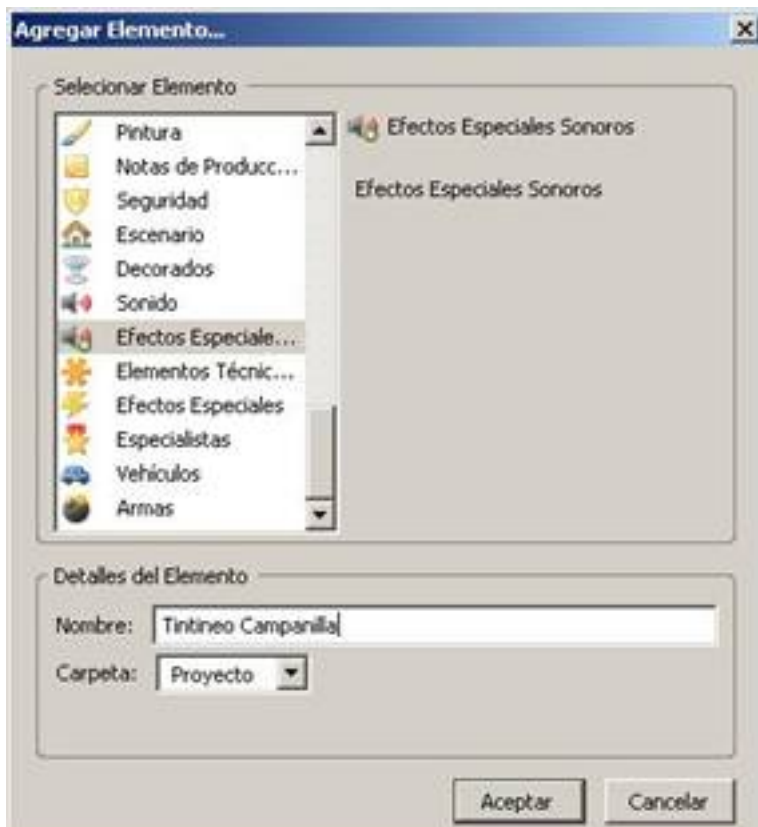 Agregar Elemento...
Selecionar Elemento
Pintura
Notas de Producc...
Seguridad
Escenario
Decorados
Sonido
Efectos Especiale...
Elementos Técnic...
Efectos Especiales
Especialistas
Vehículos
Armas
Efectos Especiales Sonoros
Efectos Especiales Sonoros
Detalles del Elemento
Nombre: Tintineo Campanilla
Carpeta: Proyecto
Aceptar Cancelar